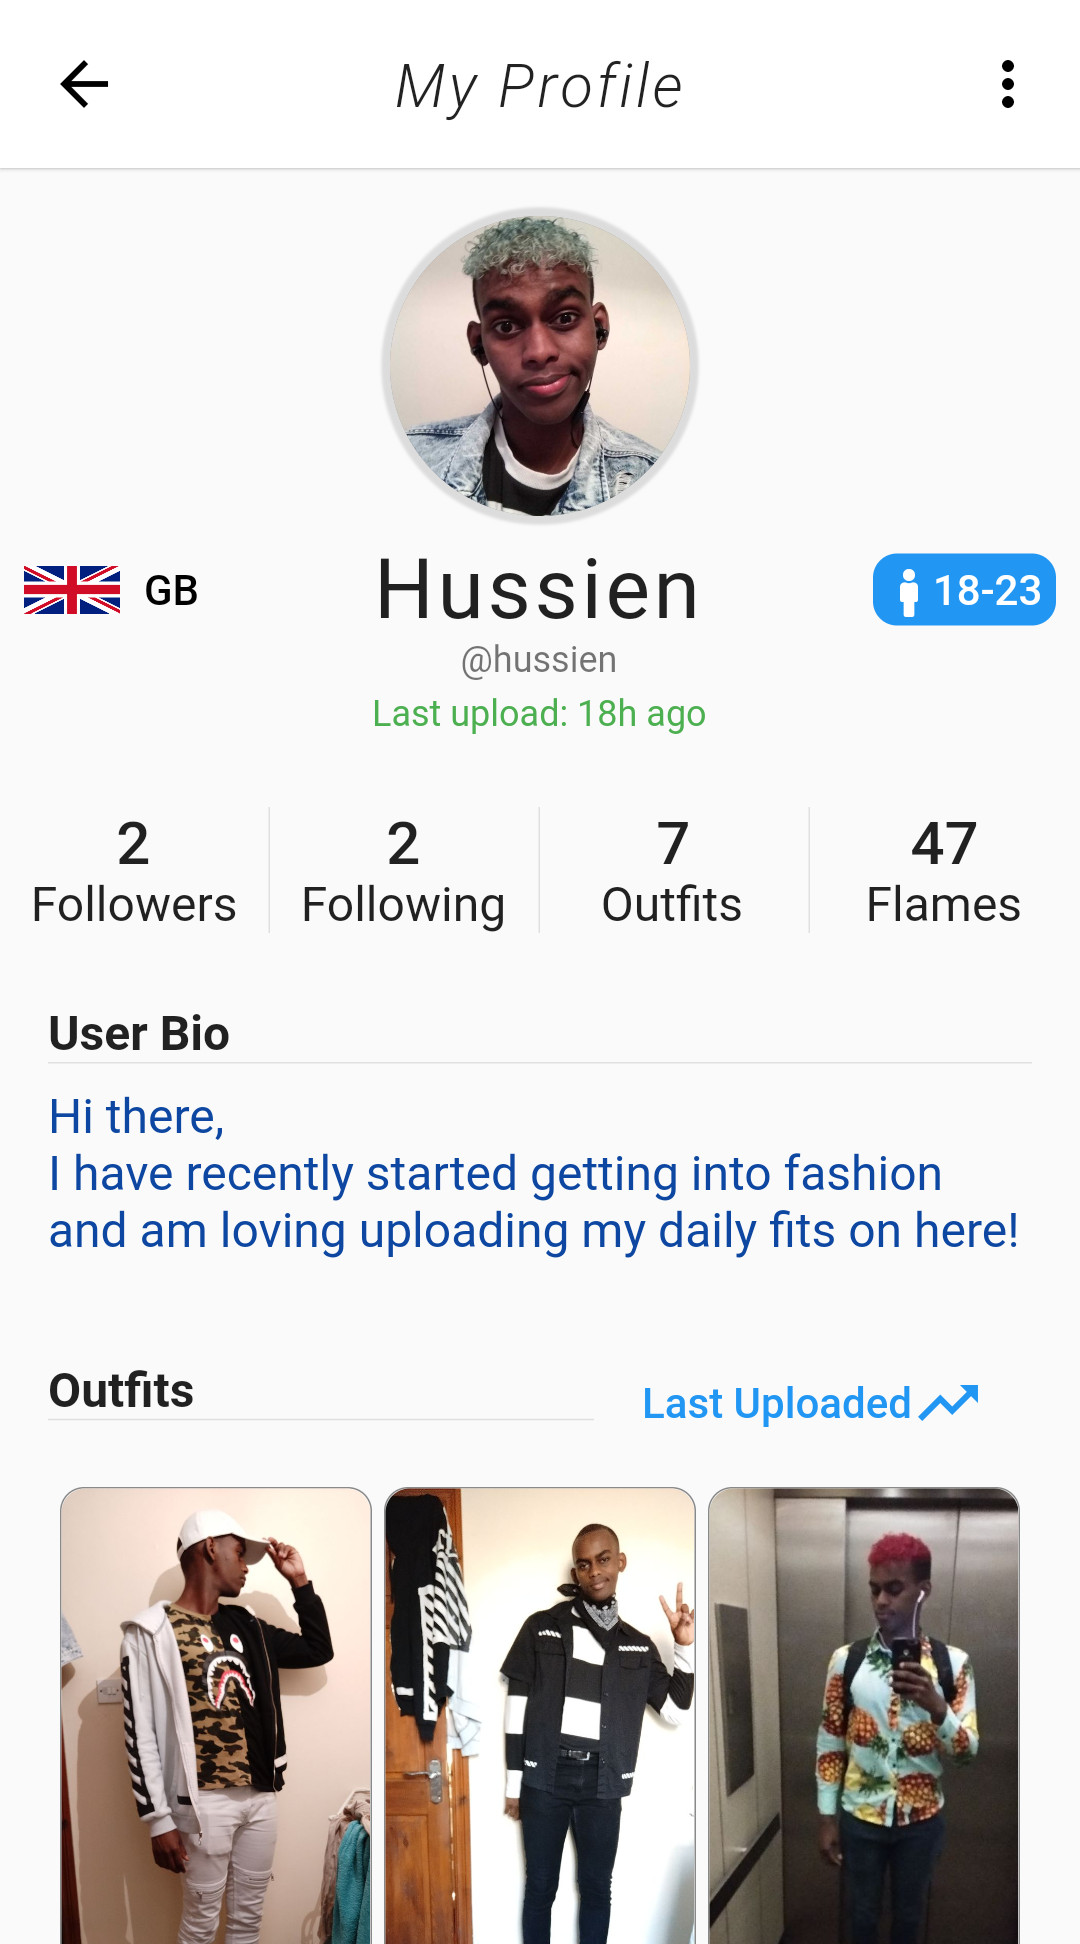 My Profile
GB
Hussien
18-23
@hussien
Last upload: 18h ago
2
Followers
2
Following
7
Outfits
47
Flames
User Bio
Hi there,
I have recently started getting into fashion
and am loving uploading my daily fits on here!
Outfits
Last Uploaded